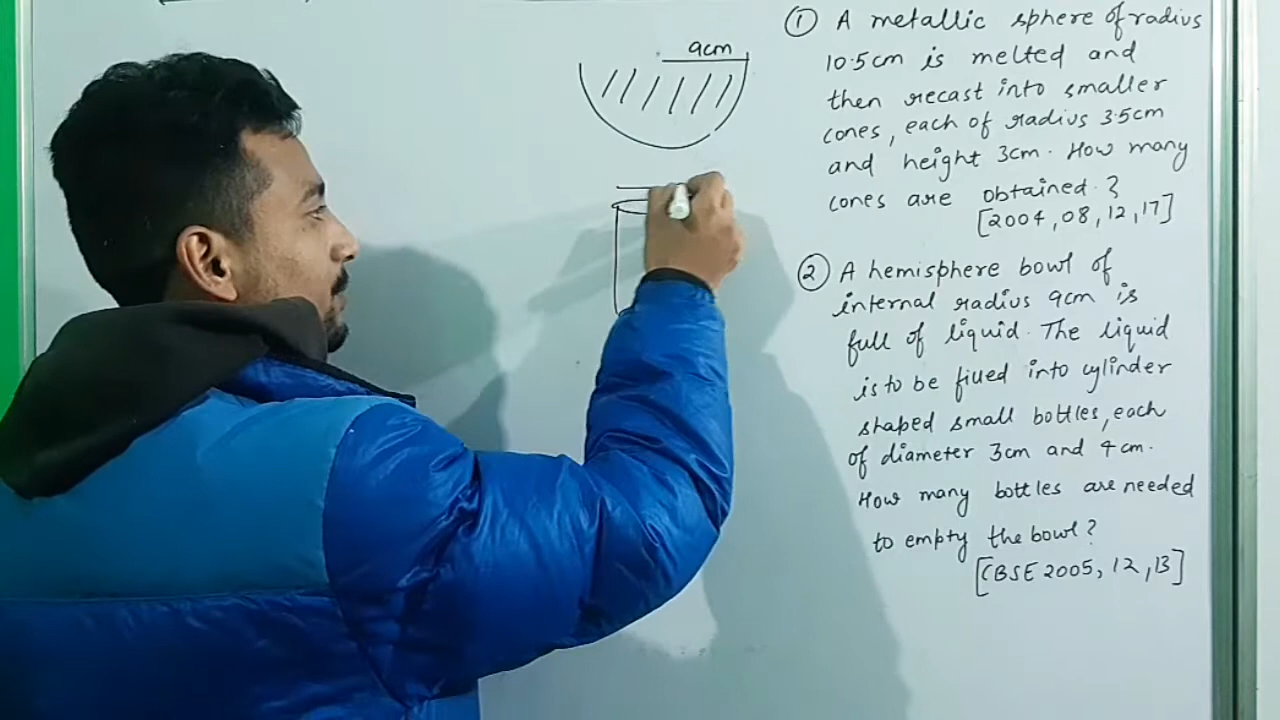 9cm
① A metallic sphere of radius
10.5cm is melted and
then recast into smaller
cones, each of radius 3.5cm
and height 3cm. How many
cones are obtained?
[2004, 08, 12, 17]
② A hemisphere bowl of
internal radius 9cm is
full of liquid. The liquid
is to be filled into cylinder
shaped small bottles, each
of diameter 3cm and 4cm.
How many bottles are needed
to empty the bowl?
[CBSE 2005, 12, 13]